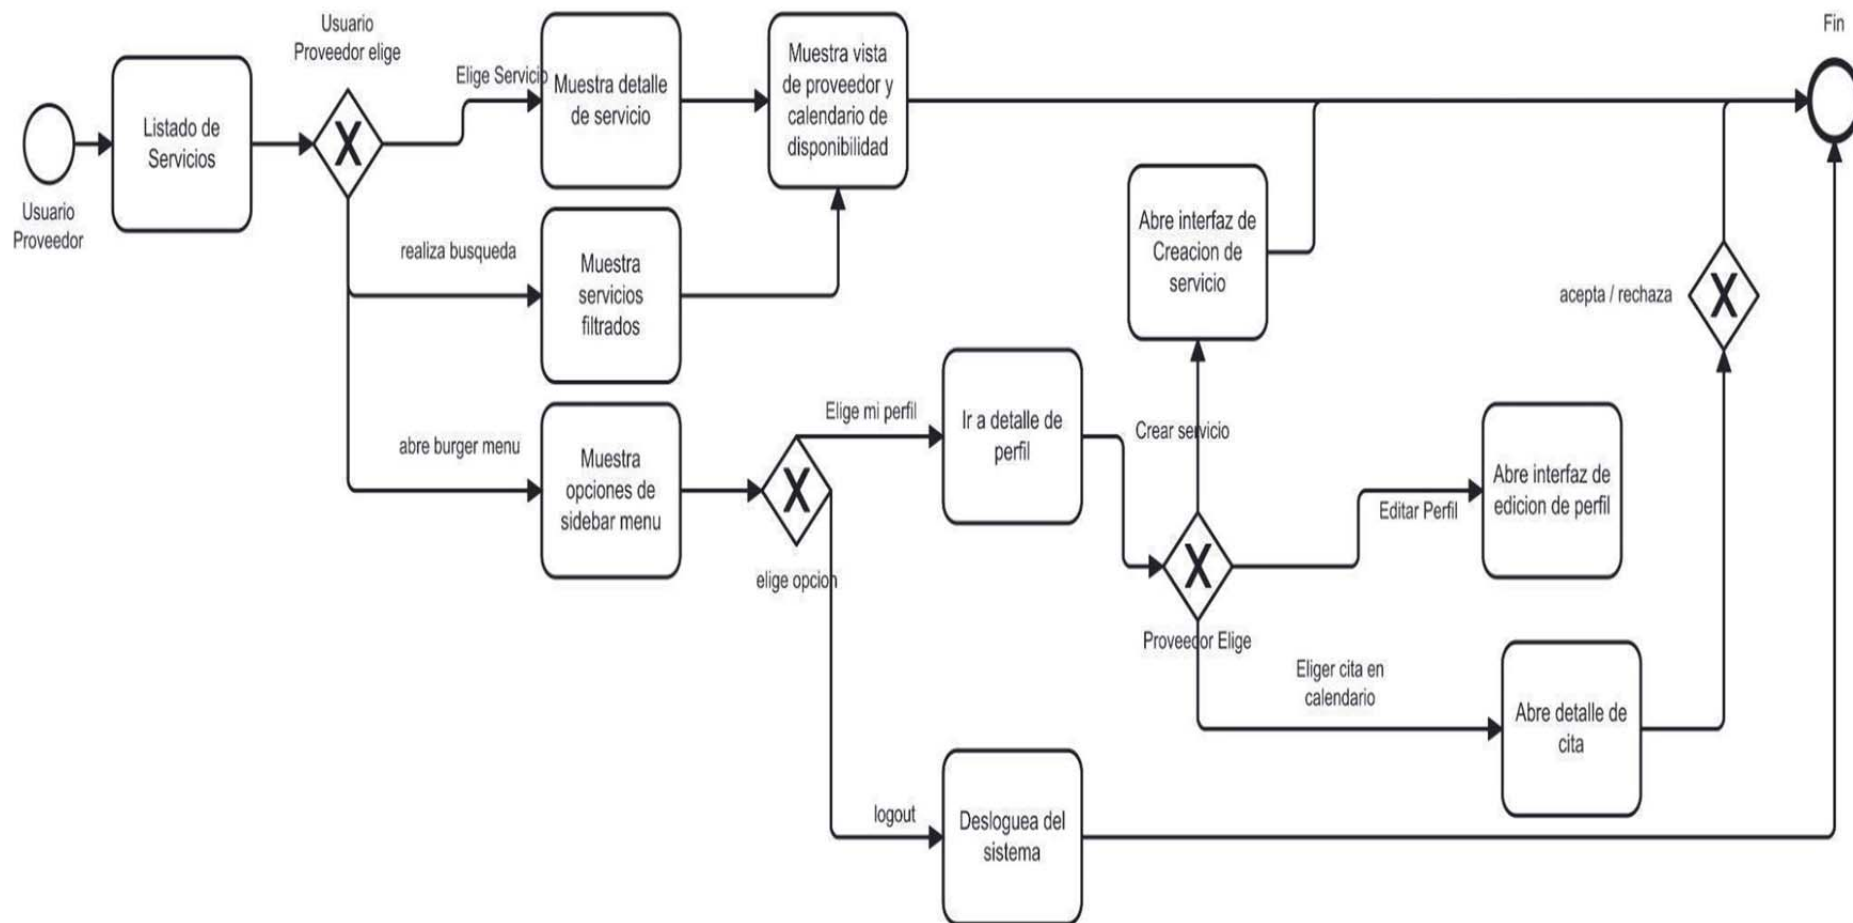 Usuario
Proveedor
Listado de
Servicios
Usuario
Proveedor elige
Elige Servicio
Muestra detalle
de servicio
Muestra vista
de proveedor y
calendario de
disponibilidad
Fin
realiza busqueda
Muestra
servicios
filtrados
abre burger menu
Muestra
opciones de
sidebar menu
elige opcion
Elige mi perfil
Ir a detalle de
perfil
Crear servicio
Abre interfaz de
Creacion de
servicio
Proveedor Elige
Editar Perfil
Abre interfaz de
edicion de perfil
Eliger cita en
calendario
Abre detalle de
cita
acepta / rechaza
logout
Desloguea del
sistema